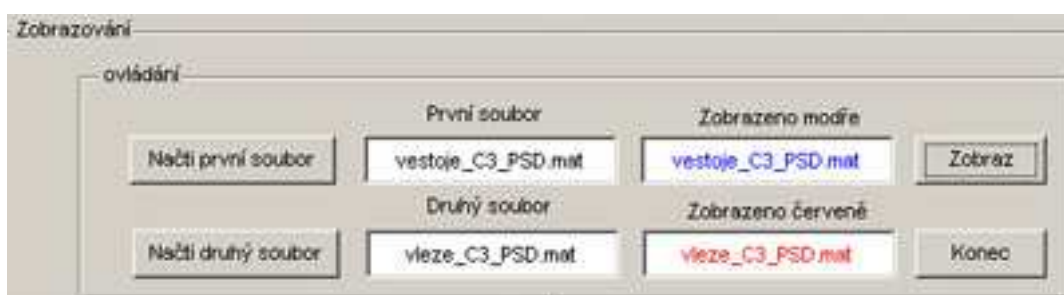 Zobrazování
ovládání
První soubor Zobrazeno modře
Načti první soubor vestoje_C3_PSD.mat vestoje_C3_PSD.mat Zobraz
Druhý soubor Zobrazeno červeně
Načti druhý soubor vleze_C3_PSD.mat vleze_C3_PSD.mat Konec